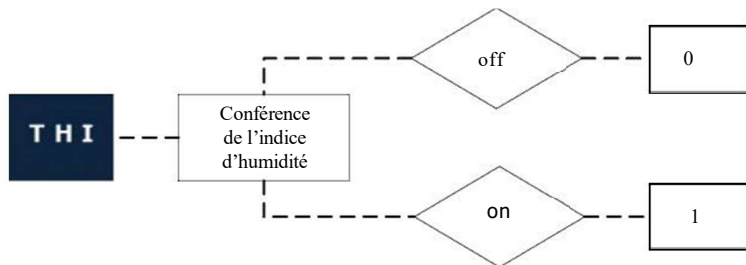 off
0
T H I
Conférence
de l’indice
d’humidité
on
1